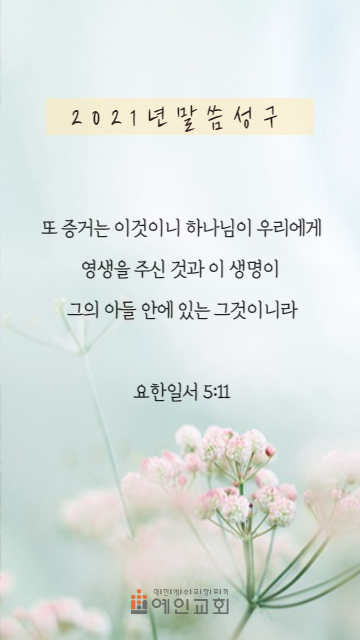 2021년말씀성구
또 증거는 이것이니 하나님이 우리에게
영생을 주신 것과 이 생명이
그의 아들 안에 있는 그것이니라
요한일서 5:11
예인교회